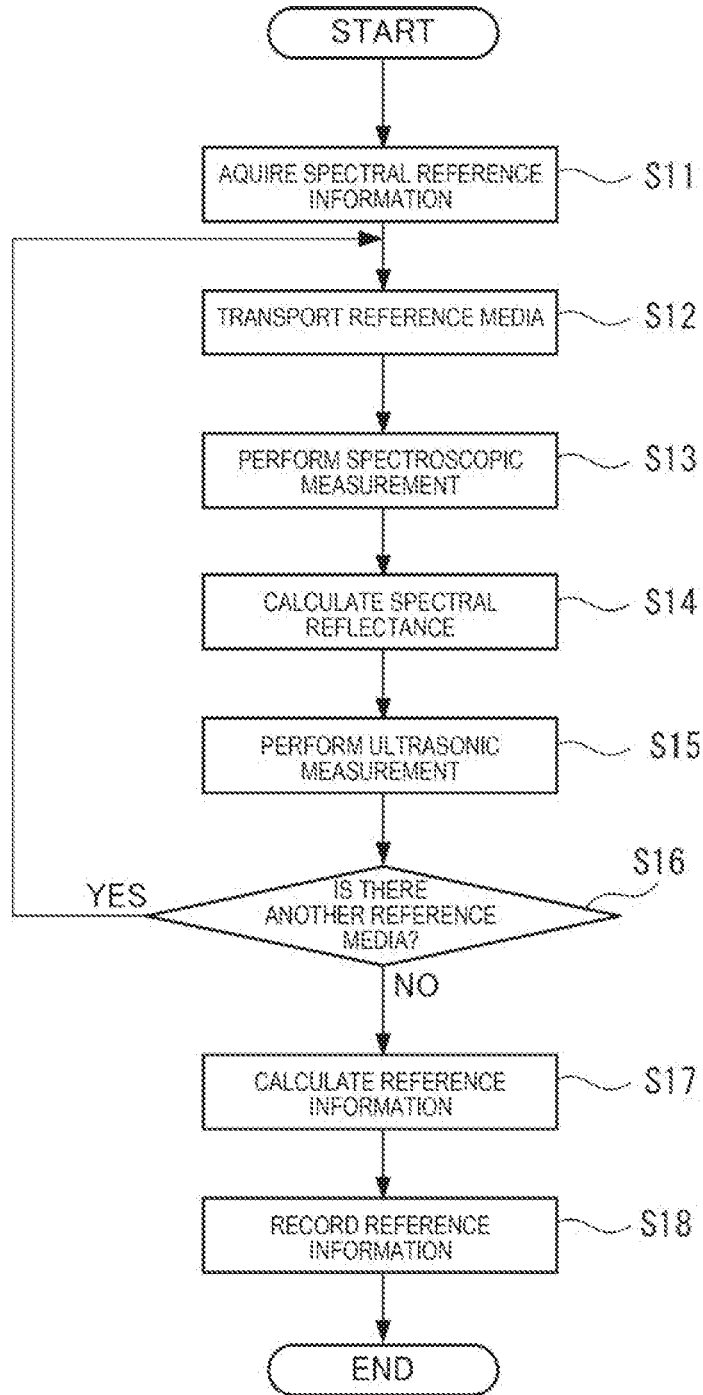 START
AQUIRE SPECTRAL REFERENCE
INFORMATION
S11
TRANSPORT REFERENCE MEDIA
S12
PERFORM SPECTROSCOPIC
MEASUREMENT
S13
CALCULATE SPECTRAL
REFLECTANCE
S14
PERFORM ULTRASONIC
MEASUREMENT
S15
S16
YES
IS THERE
ANOTHER REFERENCE
MEDIA?
NO
CALCULATE REFERENCE
INFORMATION
S17
RECORD REFERENCE
INFORMATION
S18
END